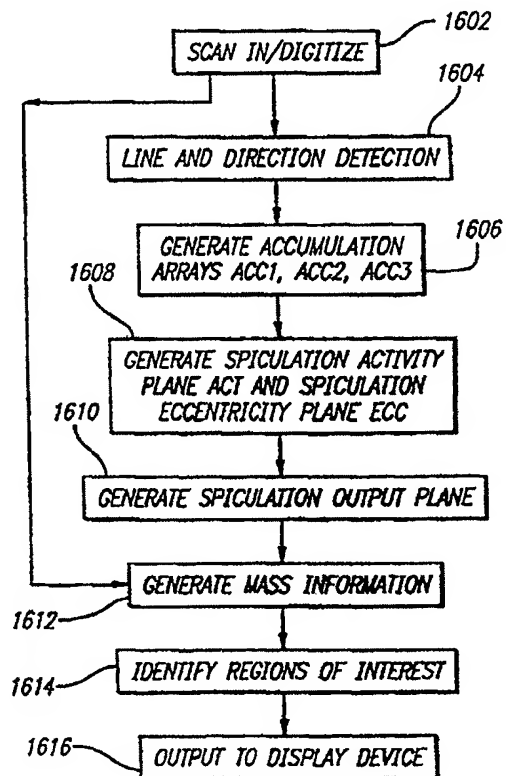 1602
SCAN IN/DIGITIZE
1604
LINE AND DIRECTION DETECTION
1606
GENERATE ACCUMULATION
ARRAYS ACC1, ACC2, ACC3
1608
GENERATE SPICULATION ACTIVITY
PLANE ACT AND SPICULATION
ECCENTRICITY PLANE ECC
1610
GENERATE SPICULATION OUTPUT PLANE
GENERATE MASS INFORMATION
1612
IDENTIFY REGIONS OF INTEREST
1614
1616
OUTPUT TO DISPLAY DEVICE